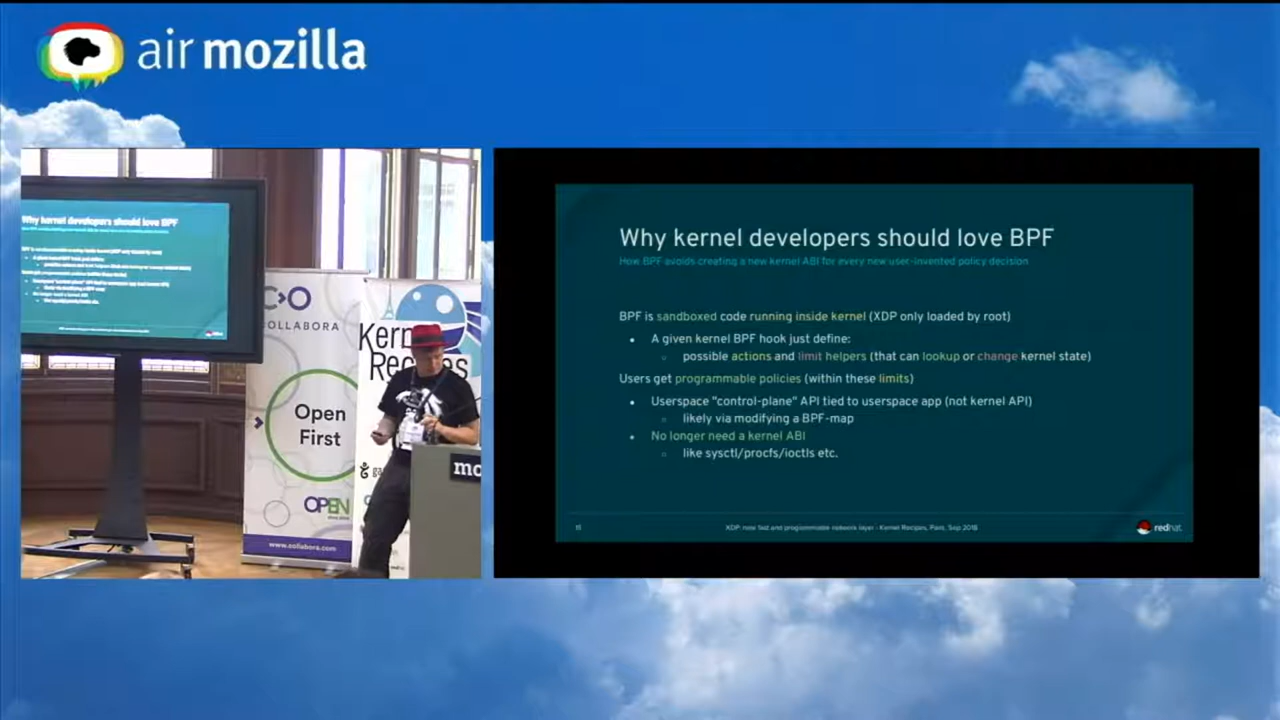 air mozilla
Why kernel developers should love BPF
COLLABORA
Open
First
OPEN
www.collabora.com
Kernel
Recipes
Why kernel developers should love BPF
How BPF avoids creating a new kernel ABI for every new user-invented policy decision
BPF is sandboxed code running inside kernel (XDP only loaded by root)
• A given kernel BPF hook just define:
○ possible actions and limit helpers (that can lookup or change kernel state)
Users get programmable policies (within these limits)
• Userspace "control-plane" API tied to userspace app (not kernel API)
○ likely via modifying a BPF-map
• No longer need a kernel ABI
○ like sysctl/procfs/ioctls etc.
11
XDP: now fast and programmable network layer - Kernel Recipes, Paris, Sep 2018
redhat.